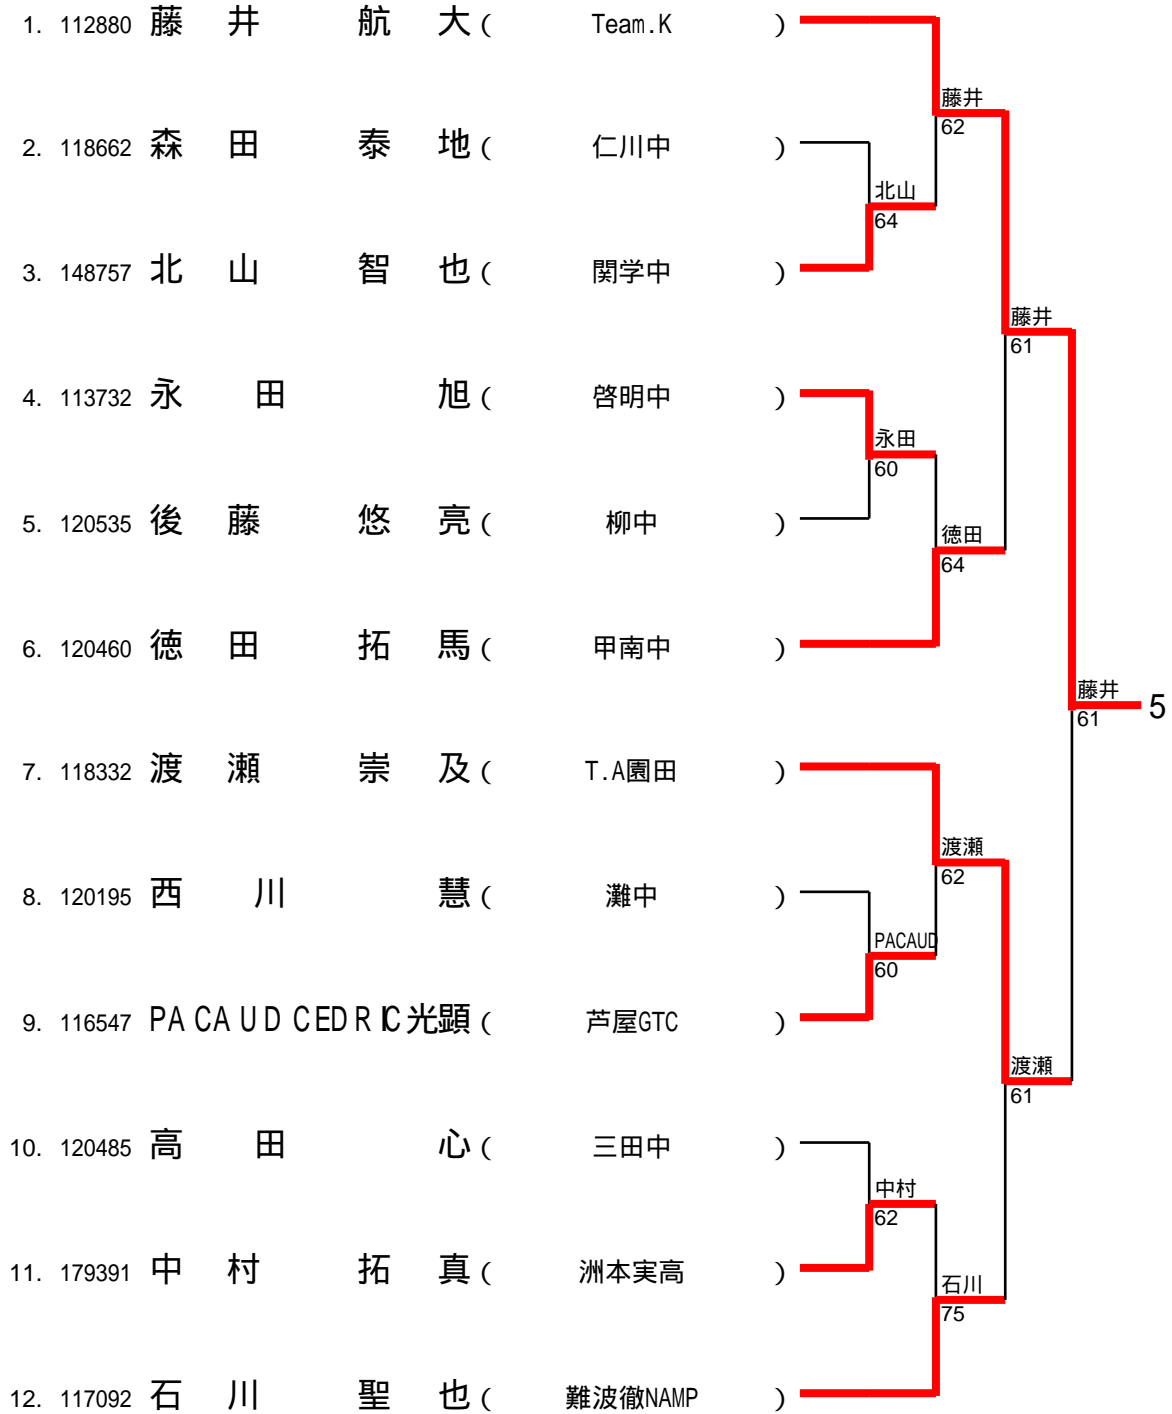 1. 112880 藤井 航大 ( Team.K )
藤井
62
2. 118662 森田 泰地 ( 仁川中 )
北山
64
3. 148757 北山 智也 ( 関学中 )
藤井
61
4. 113732 永田 旭 ( 啓明中 )
永田
60
5. 120535 後藤 悠亮 ( 柳中 )
徳田
64
6. 120460 徳田 拓馬 ( 甲南中 )
藤井
61 5
7. 118332 渡瀬 崇及 ( T.A園田 )
渡瀬
62
8. 120195 西川 慧 ( 灘中 )
PACAUD
60
9. 116547 PACAUD CEDRIC光顕 ( 芦屋GTC )
渡瀬
61
10. 120485 高田 心 ( 三田中 )
中村
62
11. 179391 中村 拓真 ( 洲本実高 )
石川
75
12. 117092 石川 聖也 ( 難波徹NAMP )